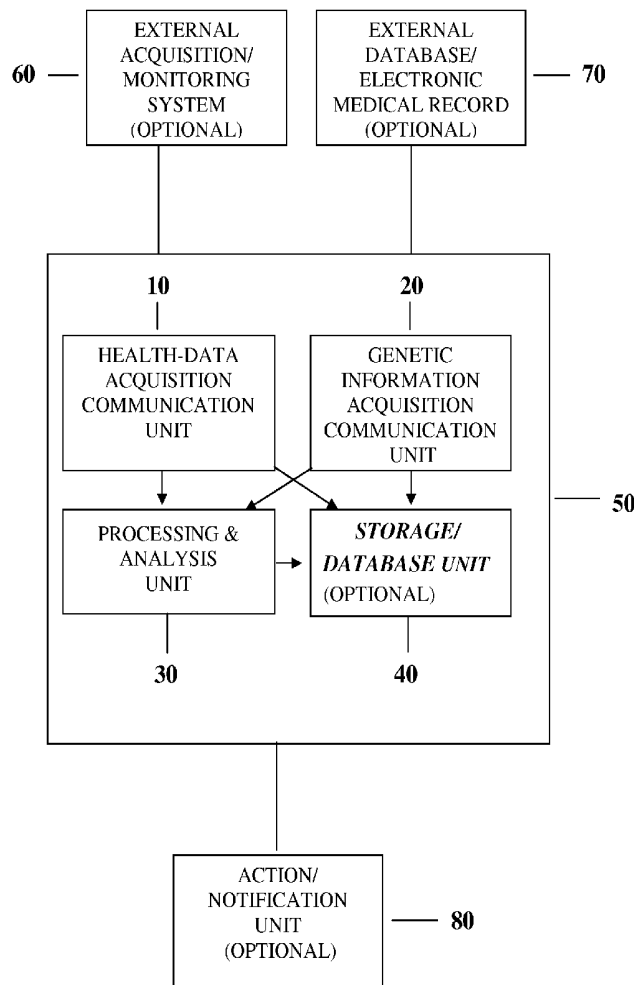 EXTERNAL
ACQUISITION/
MONITORING
SYSTEM
(OPTIONAL)
60
EXTERNAL
DATABASE/
ELECTRONIC
MEDICAL RECORD
(OPTIONAL)
70
10
20
HEALTH-DATA
ACQUISITION
COMMUNICATION
UNIT
GENETIC
INFORMATION
ACQUISITION
COMMUNICATION
UNIT
50
PROCESSING &
ANALYSIS
UNIT
STORAGE/
DATABASE UNIT
(OPTIONAL)
30
40
ACTION/
NOTIFICATION
UNIT
(OPTIONAL)
80